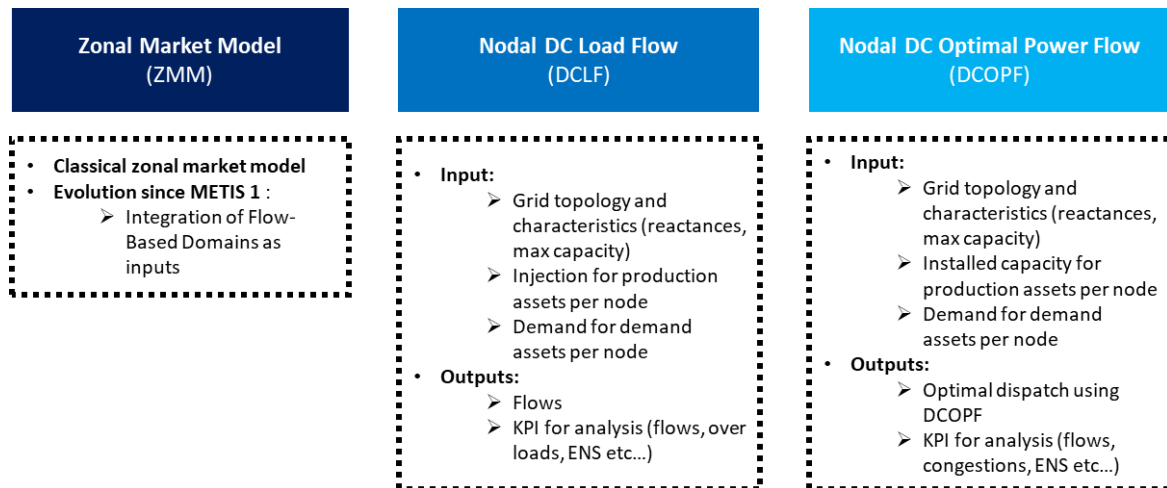 Zonal Market Model
(ZMM)
• Classical zonal market model
• Evolution since METIS 1 :
➢ Integration of Flow-
Based Domains as
inputs
Nodal DC Load Flow
(DCLF)
• Input:
➢ Grid topology and
characteristics (reactances,
max capacity)
➢ Injection for production
assets per node
➢ Demand for demand
assets per node
• Outputs:
➢ Flows
➢ KPI for analysis (flows, over
loads, ENS etc...)
Nodal DC Optimal Power Flow
(DCOPF)
• Input:
➢ Grid topology and
characteristics (reactances,
max capacity)
➢ Installed capacity for
production assets per node
➢ Demand for demand
assets per node
• Outputs:
➢ Optimal dispatch using
DCOPF
➢ KPI for analysis (flows,
congestions, ENS etc...)